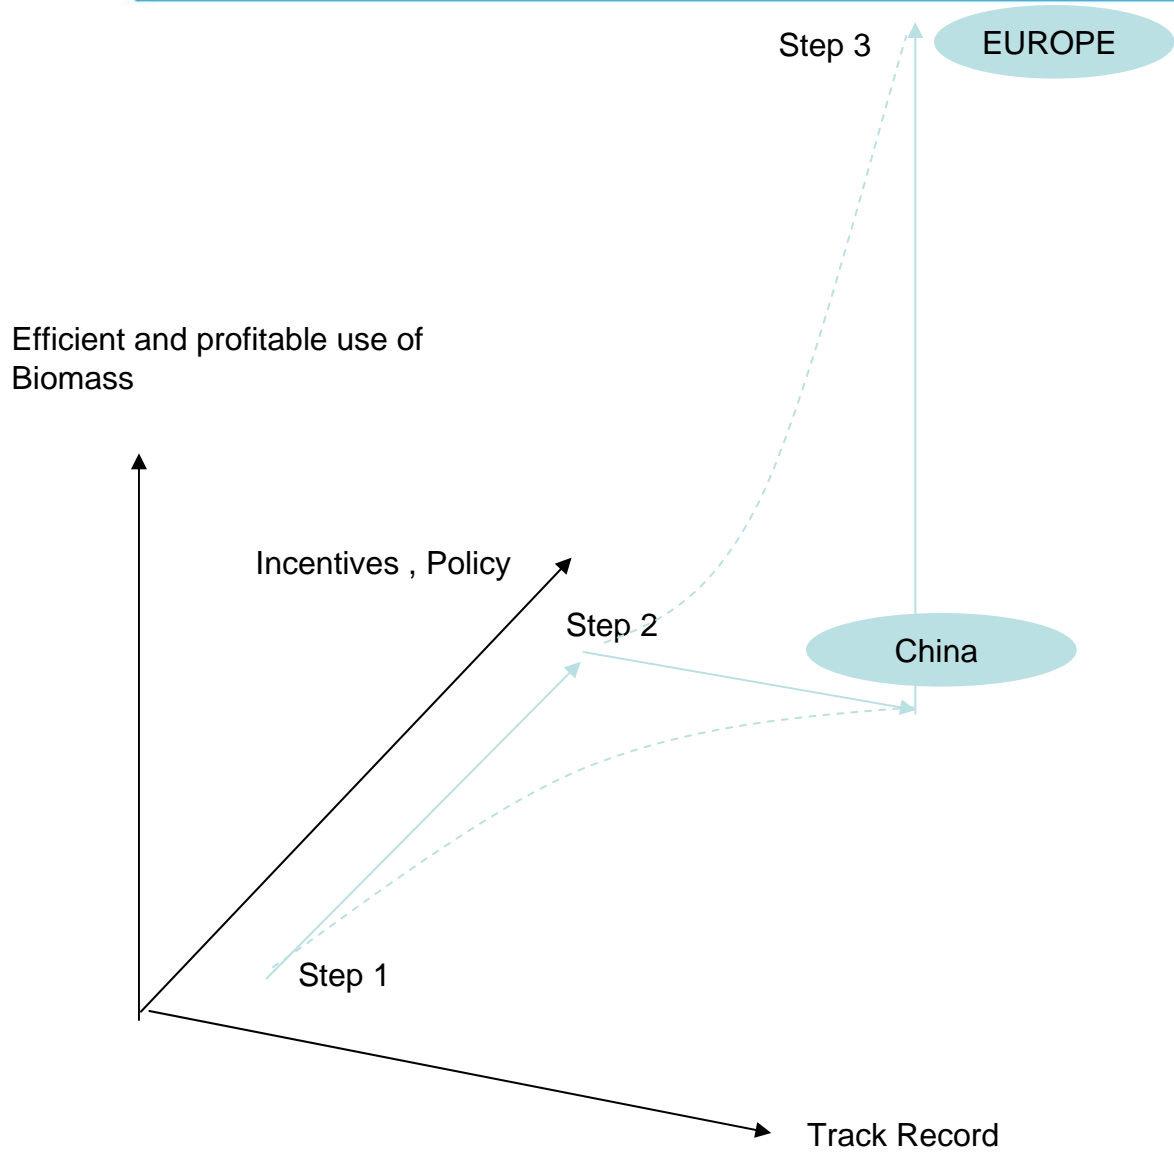 Step 3
EUROPE
Efficient and profitable use of
Biomass
Incentives , Policy
Step 2
China
Step 1
Track Record